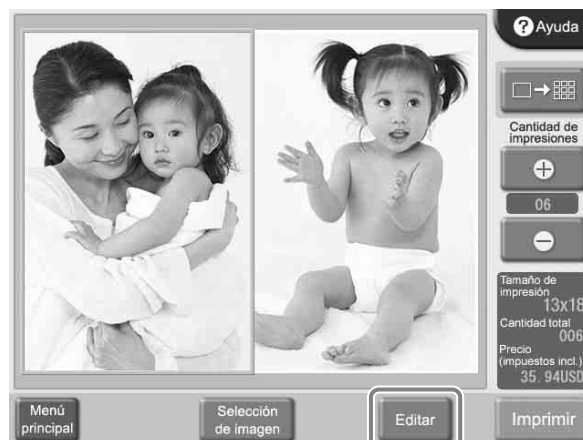 Ayuda
Cantidad de
impresiones
06
Tamaño de
impresión
13x18
Cantidad total
006
Precio
(impuestos incl.)
35. 94USD
Menú
principal
Selección
de imagen
Editar
Imprimir